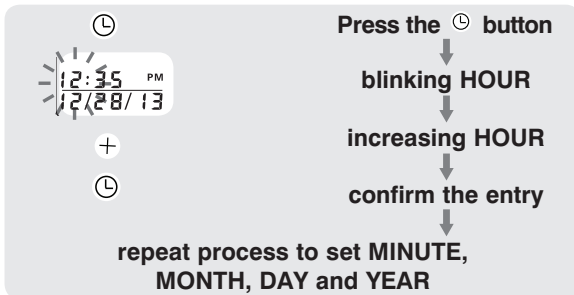 Press the button
12:35 PM
12/28/13
blinking HOUR
+
increasing HOUR
confirm the entry
repeat process to set MINUTE,
MONTH, DAY and YEAR